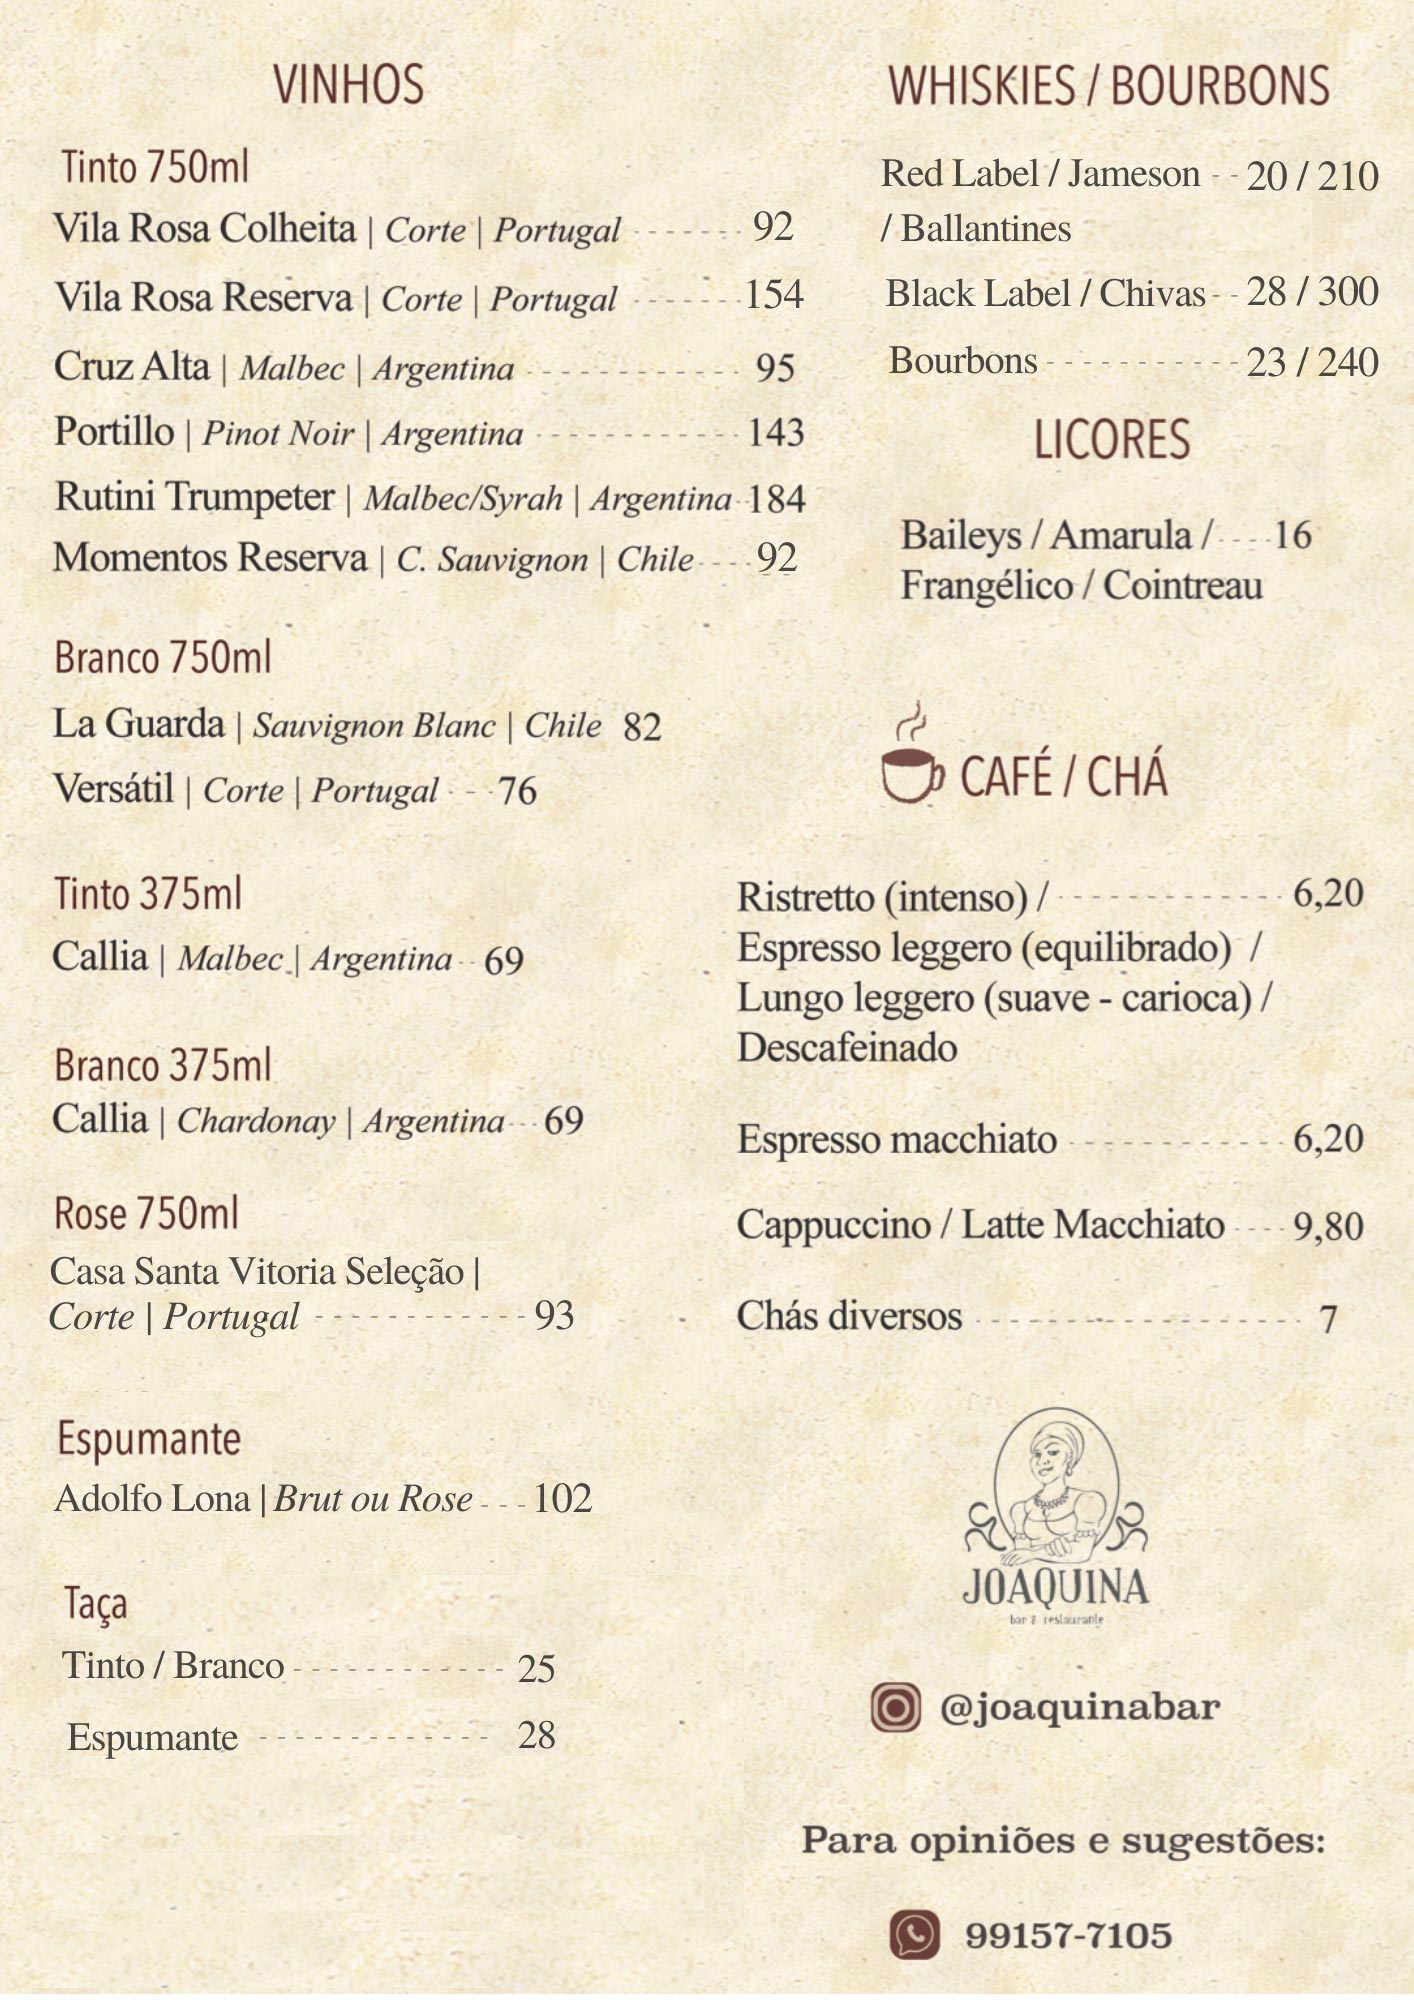 VINHOS
Tinto 750ml
Vila Rosa Colheita | Corte | Portugal ------- 92
Vila Rosa Reserva | Corte | Portugal -------154
Cruz Alta | Malbec | Argentina ------------ 95
Portillo | Pinot Noir | Argentina ------------143
Rutini Trumpeter | Malbec/Syrah | Argentina--184
Momentos Reserva | C. Sauvignon | Chile----92
Branco 750ml
La Guarda | Sauvignon Blanc | Chile 82
Versátil | Corte | Portugal - - -76
Tinto 375ml
Callia | Malbec | Argentina -- 69
Branco 375ml
Callia | Chardonay | Argentina--- 69
Rose 750ml
Casa Santa Vitoria Seleção |
Corte | Portugal ------------93
Espumante
Adolfo Lona | Brut ou Rose ---102
Taça
Tinto / Branco ------------ 25
Espumante ------------- 28
WHISKIES / BOURBONS
Red Label / Jameson --20 / 210
/ Ballantines
Black Label / Chivas--28 / 300
Bourbons-----------23 / 240
LICORES
Baileys / Amarula /----16
Frangélico / Cointreau
CAFÉ / CHÁ
Ristretto (intenso) / ------------ 6,20
Espresso leggero (equilibrado) /
Lungo leggero (suave - carioca) /
Descafeinado
Espresso macchiato ----------- 6,20
Cappuccino / Latte Macchiato ----9,80
Chás diversos ------------------ 7
JOAQUINA
bar & restaurante
@joaquinabar
Para opiniões e sugestões:
99157-7105